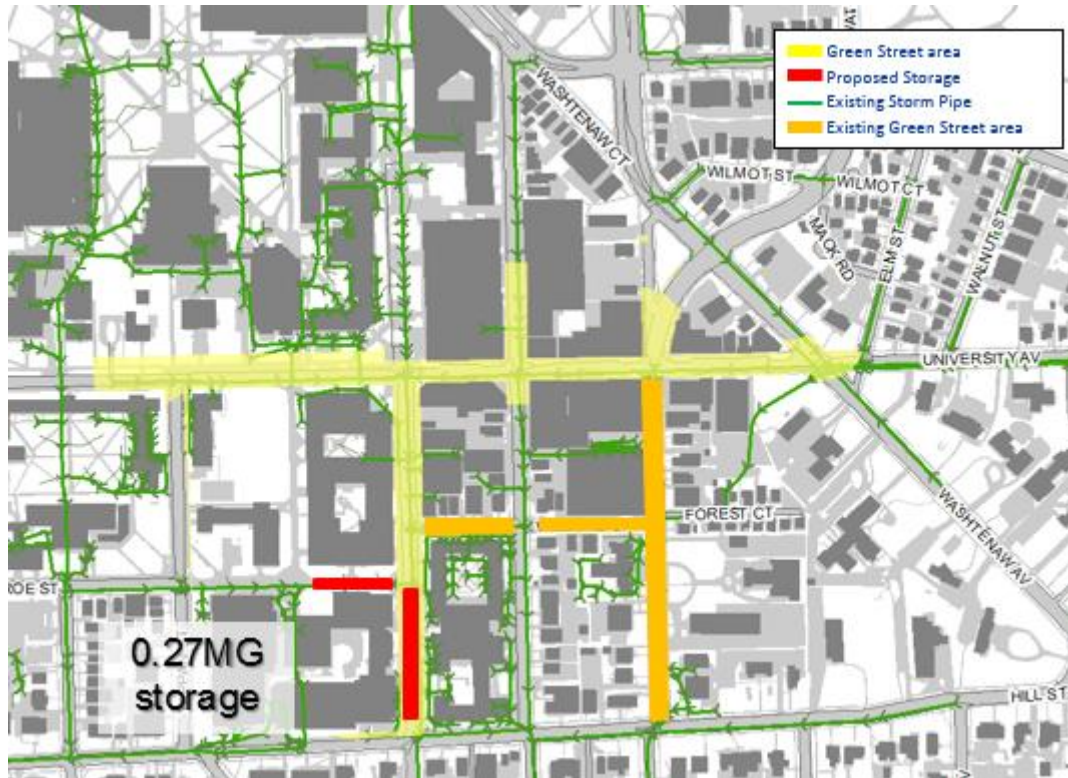 Green Street area
Proposed Storage
Existing Storm Pipe
Existing Green Street area
WASHTENAW CT
WILMOT ST
WILMOT CT
MACK RD
ELM ST
WALNUT ST
UNIVERSITY AV
FOREST CT
WASHTENAW AV
ROE ST
0.27MG
storage
HILL ST